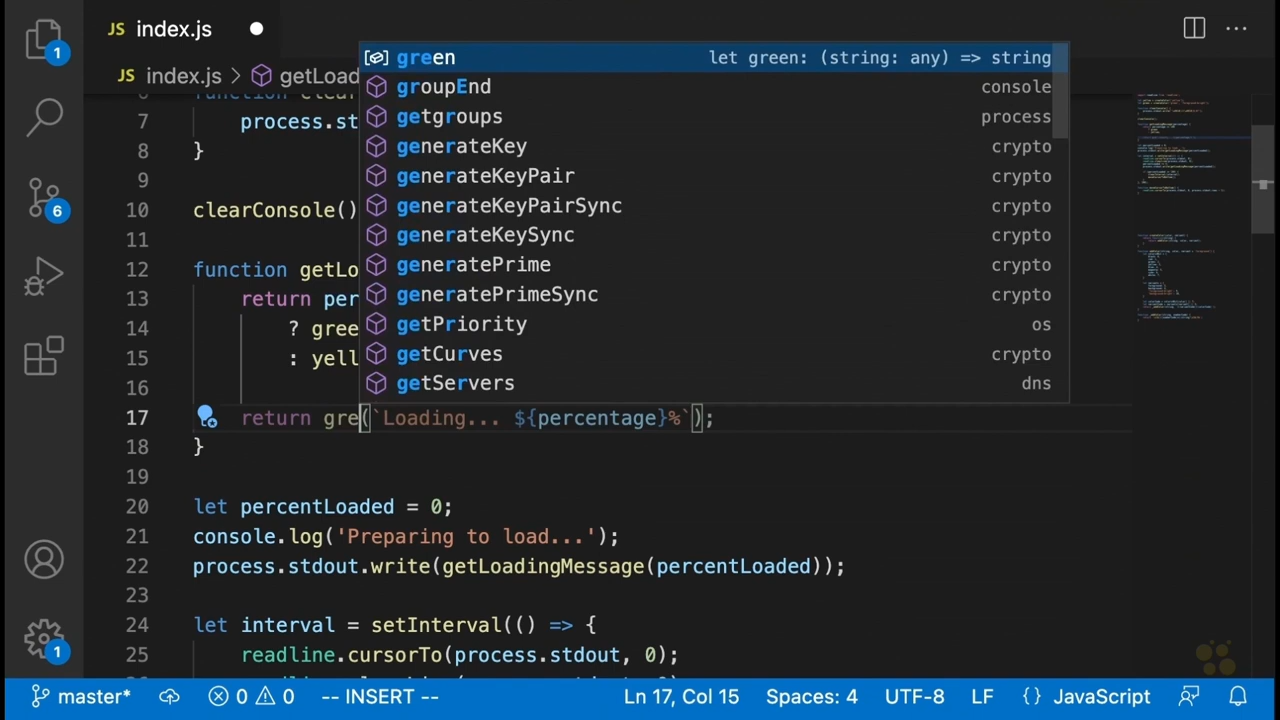 1
JS index.js
JS index.js > getLoad
green let green: (string: any) => string
groupEnd console
getgroups process
generateKey crypto
generateKeyPair crypto
generateKeyPairSync crypto
generateKeySync crypto
generatePrime crypto
generatePrimeSync crypto
getPriority os
getCurves crypto
getServers dns
7 process.st
8 }
9
6
10 clearConsole()
11
12 function getLo
13 return per
14 ? gree
15 : yell
16
17 return gre(`Loading... ${percentage}%`);
18 }
19
20 let percentLoaded = 0;
21 console.log('Preparing to load...');
22 process.stdout.write(getLoadingMessage(percentLoaded));
23
24 let interval = setInterval(() => {
25 readline.cursorTo(process.stdout, 0);
1
master* 0 0 -- INSERT -- Ln 17, Col 15 Spaces: 4 UTF-8 LF {} JavaScript